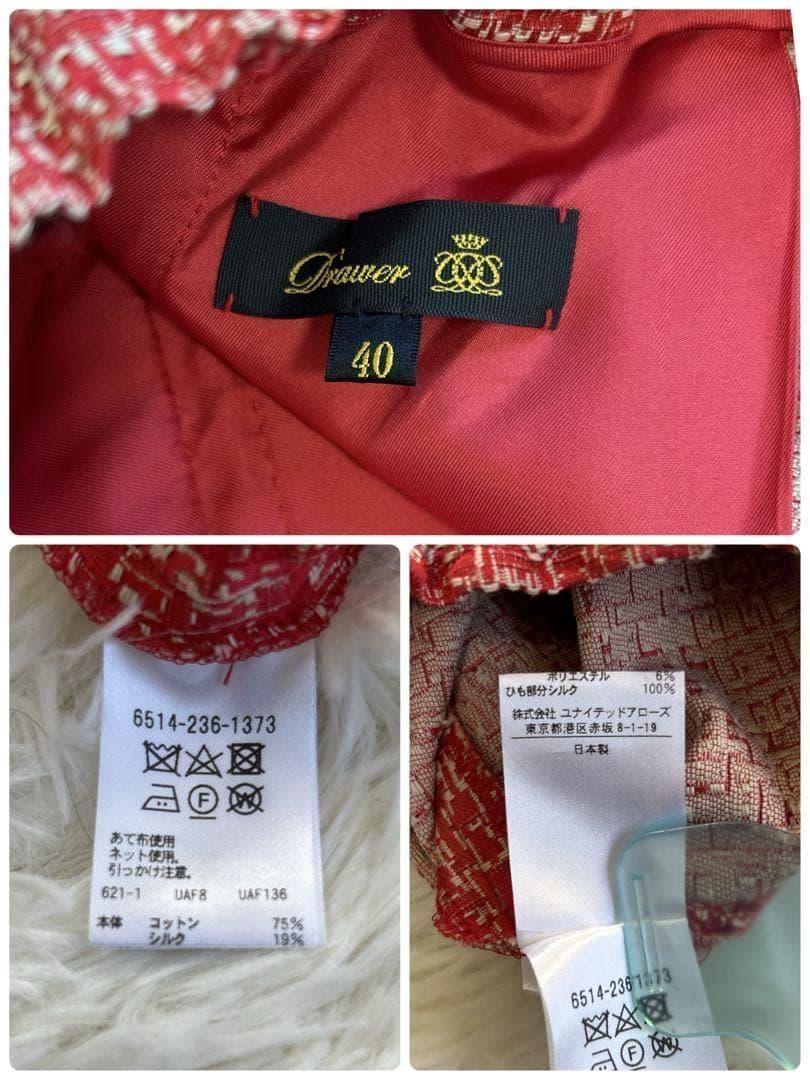 Drawer
40
6514-236-1373
F W
あて布使用
ネット使用。
引っかけ注意。
621-1 UAF8 UAF136
本体 コットン 75%
シルク 19%
ポリエステル 6%
ひも部分シルク 100%
株式会社 ユナイテッドアローズ
東京都港区赤坂 8-1-19
日本製
6514-236-1373
F W